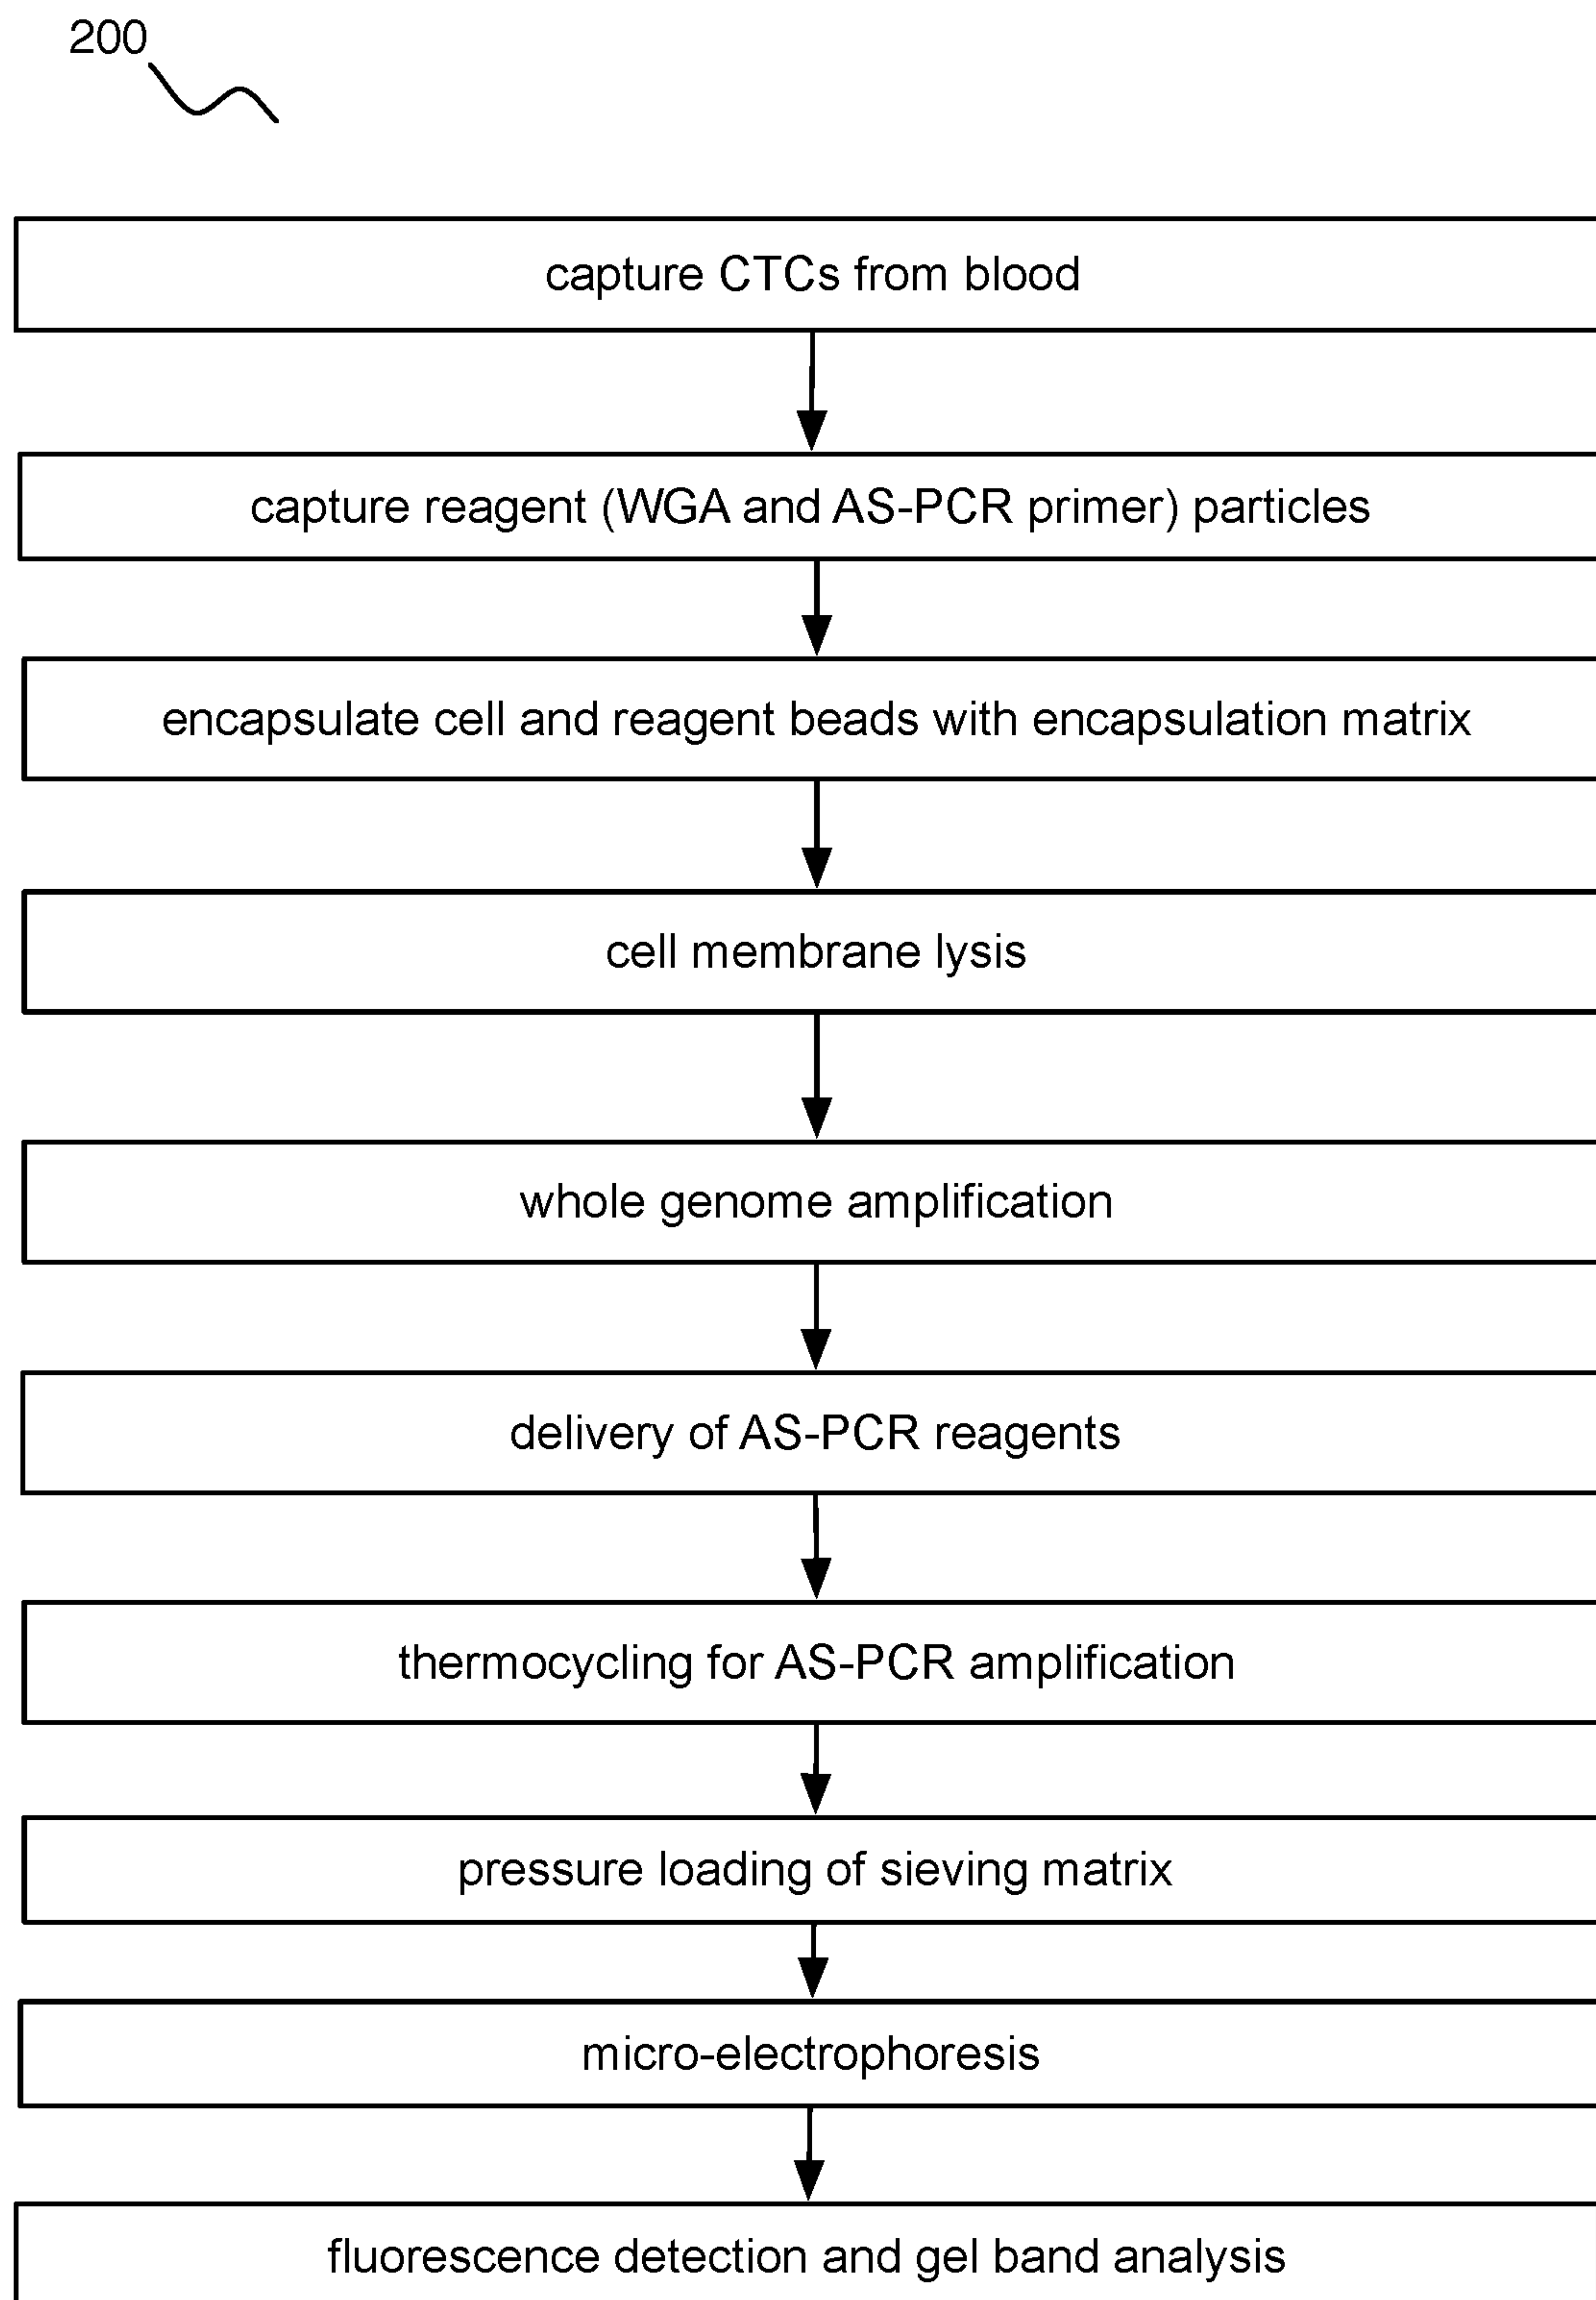 200
capture CTCs from blood
capture reagent (WGA and AS-PCR primer) particles
encapsulate cell and reagent beads with encapsulation matrix
cell membrane lysis
whole genome amplification
delivery of AS-PCR reagents
thermocycling for AS-PCR amplification
pressure loading of sieving matrix
micro-electrophoresis
fluorescence detection and gel band analysis